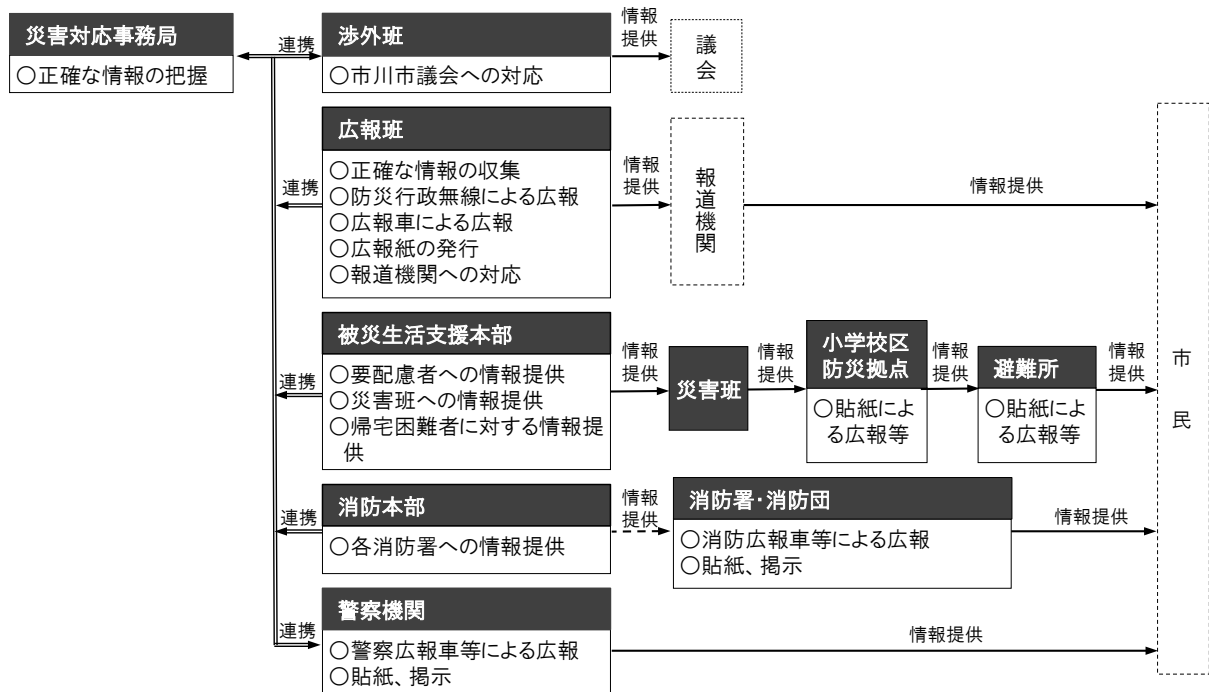 災害対応事務局
○正確な情報の把握
連携
渉外班
○市川市議会への対応
情報
提供
議会
広報班
○正確な情報の収集
○防災行政無線による広報
○広報車による広報
○広報紙の発行
○報道機関への対応
連携
情報
提供
報道機関
情報提供
被災生活支援本部
○要配慮者への情報提供
○災害班への情報提供
○帰宅困難者に対する情報提
供
連携
情報
提供
災害班
情報
提供
小学校区
防災拠点
○貼紙によ
る広報等
情報
提供
避難所
○貼紙によ
る広報等
情報
提供
市民
消防本部
○各消防署への情報提供
連携
情報
提供
消防署・消防団
○消防広報車等による広報
○貼紙、掲示
情報提供
警察機関
○警察広報車等による広報
○貼紙、掲示
連携
情報提供